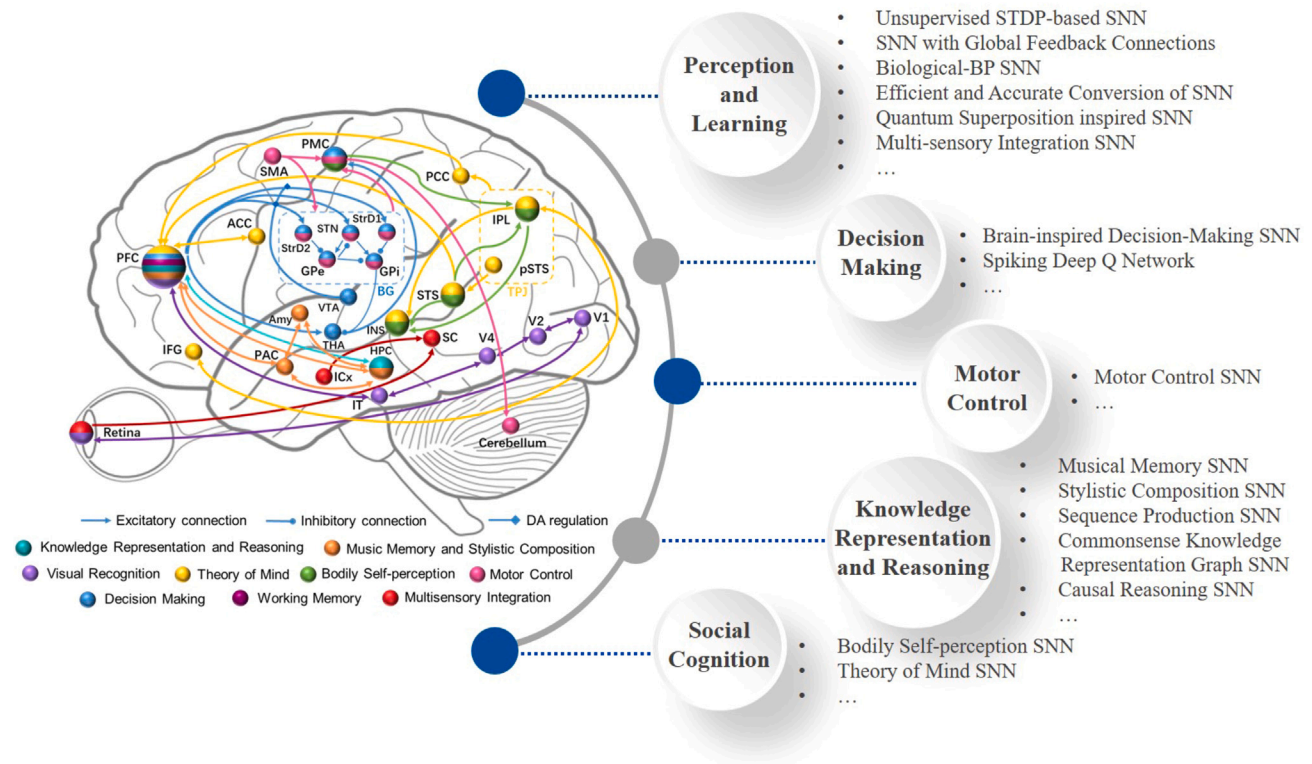 PMC
SMA
PCC
ACC
STN
StrD1
StrD2
GPe
GPi
BG
IPL
pSTS
TPJ
PFC
STS
VTA
Amy
INS
THA
SC
V4
V2
V1
IFG
PAC
HPC
ICx
IT
Retina
Cerebellum
Excitatory connection
Inhibitory connection
DA regulation
Knowledge Representation and Reasoning
Music Memory and Stylistic Composition
Visual Recognition
Theory of Mind
Bodily Self-perception
Motor Control
Decision Making
Working Memory
Multisensory Integration
Perception
and
Learning
• Unsupervised STDP-based SNN
• SNN with Global Feedback Connections
• Biological-BP SNN
• Efficient and Accurate Conversion of SNN
• Quantum Superposition inspired SNN
• Multi-sensory Integration SNN
• …
Decision
Making
• Brain-inspired Decision-Making SNN
• Spiking Deep Q Network
• …
Motor
Control
• Motor Control SNN
• …
Knowledge
Representation
and Reasoning
• Musical Memory SNN
• Stylistic Composition SNN
• Sequence Production SNN
• Commonsense Knowledge
Representation Graph SNN
• Causal Reasoning SNN
• …
Social
Cognition
• Bodily Self-perception SNN
• Theory of Mind SNN
• …